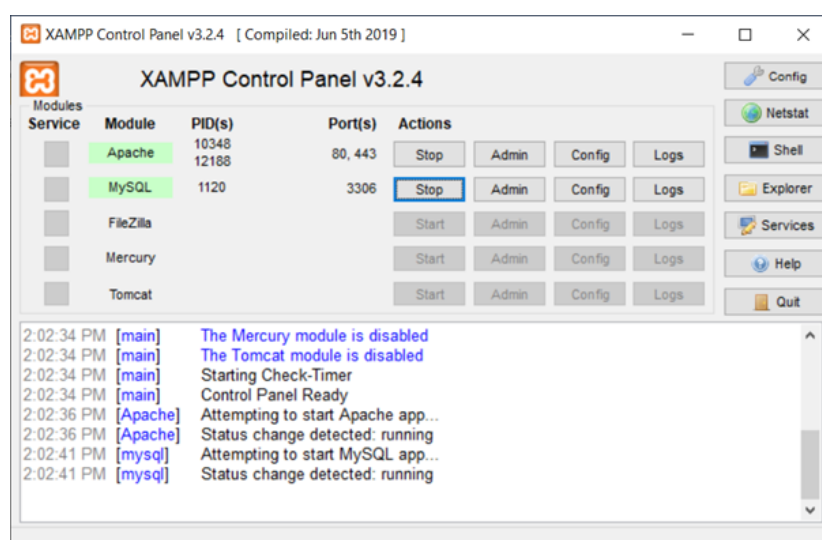 XAMPP Control Panel v3.2.4 [ Compiled: Jun 5th 2019 ]
XAMPP Control Panel v3.2.4
Config
Modules
Service Module PID(s) Port(s) Actions
Netstat
Apache 10348 12188 80, 443 Stop Admin Config Logs
Shell
MySQL 1120 3306 Stop Admin Config Logs
Explorer
FileZilla Start Admin Config Logs
Services
Mercury Start Admin Config Logs
Help
Tomcat Start Admin Config Logs
Quit
2:02:34 PM [main] The Mercury module is disabled
2:02:34 PM [main] The Tomcat module is disabled
2:02:34 PM [main] Starting Check-Timer
2:02:34 PM [main] Control Panel Ready
2:02:36 PM [Apache] Attempting to start Apache app...
2:02:36 PM [Apache] Status change detected: running
2:02:41 PM [mysql] Attempting to start MySQL app...
2:02:41 PM [mysql] Status change detected: running